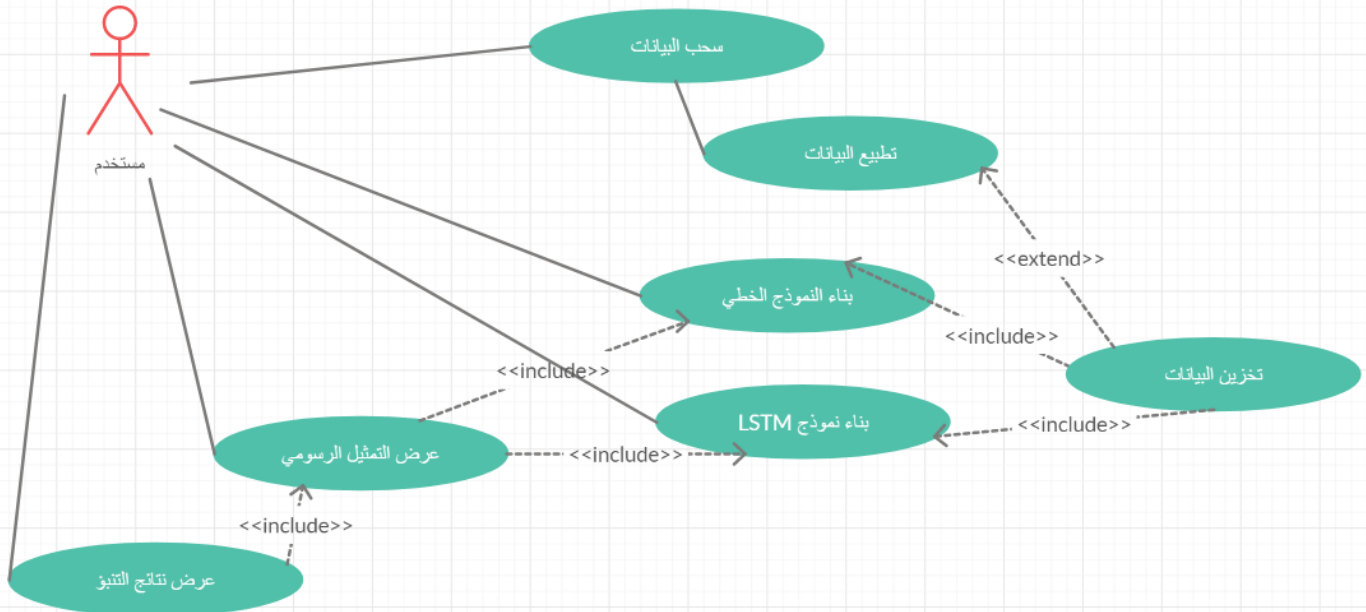 سحب البيانات
تطبيع البيانات
مستخدم
<<extend>>
بناء النموذج الخطي
<<include>>
<<include>>
تخزين البيانات
بناء نموذج LSTM
<<include>>
عرض التمثيل الرسومي
<<include>>
<<include>>
عرض نتائج التنبؤ